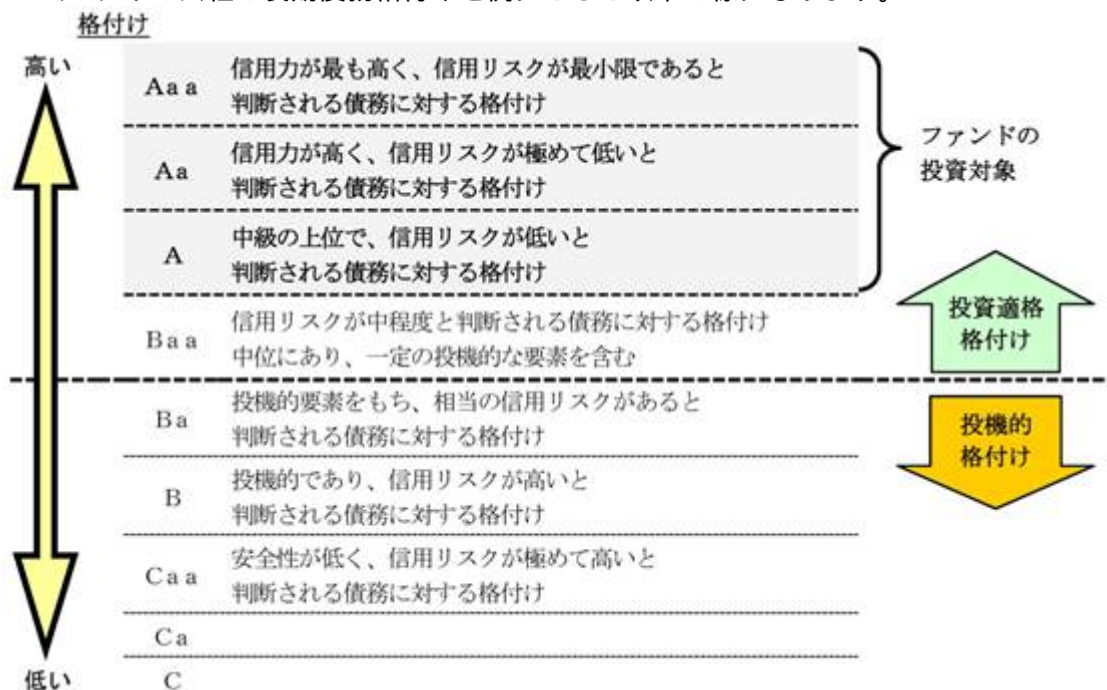 格付け
高い
Aaa
信用力が最も高く、信用リスクが最小限であると
判断される債務に対する格付け
Aa
信用力が高く、信用リスクが極めて低いと
判断される債務に対する格付け
A
中級の上位で、信用リスクが低いと
判断される債務に対する格付け
ファンドの
投資対象
Baa
信用リスクが中程度と判断される債務に対する格付け
中位にあり、一定の投機的な要素を含む
投資適格
格付け
Ba
投機的要素をもち、相当の信用リスクがあると
判断される債務に対する格付け
投機的
格付け
B
投機的であり、信用リスクが高いと
判断される債務に対する格付け
Caa
安全性が低く、信用リスクが極めて高いと
判断される債務に対する格付け
Ca
低い
C